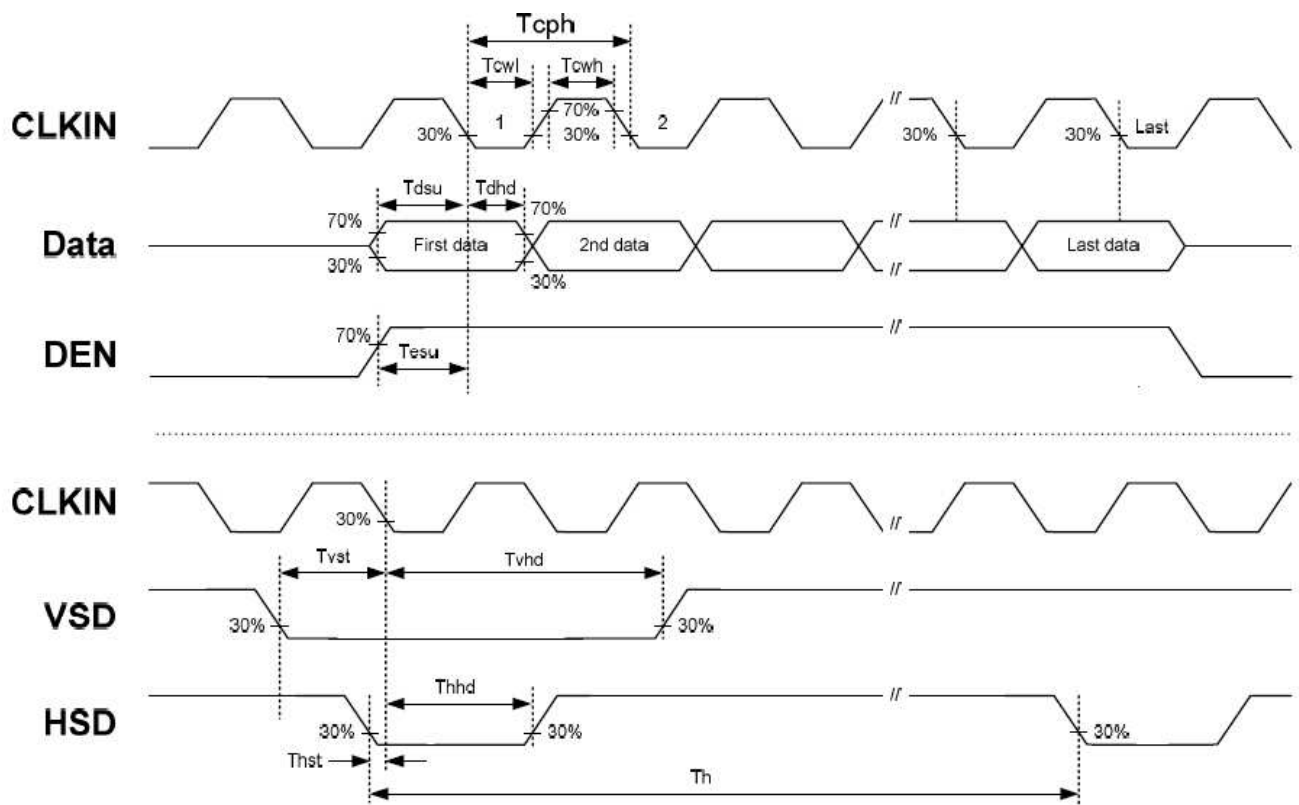 Tcph
Tcwl Tcwh
CLKIN 30% 1 70% 30% 2 // 30% 30% Last
Tdsu Tdhd
Data 70% 30% First data 70% 30% 2nd data // // Last data
DEN 70% Tesu //
CLKIN 30% //
Tvst Tvhd
VSD 30% 30% //
Thhd
HSD 30% 30% // 30%
Thst
Th